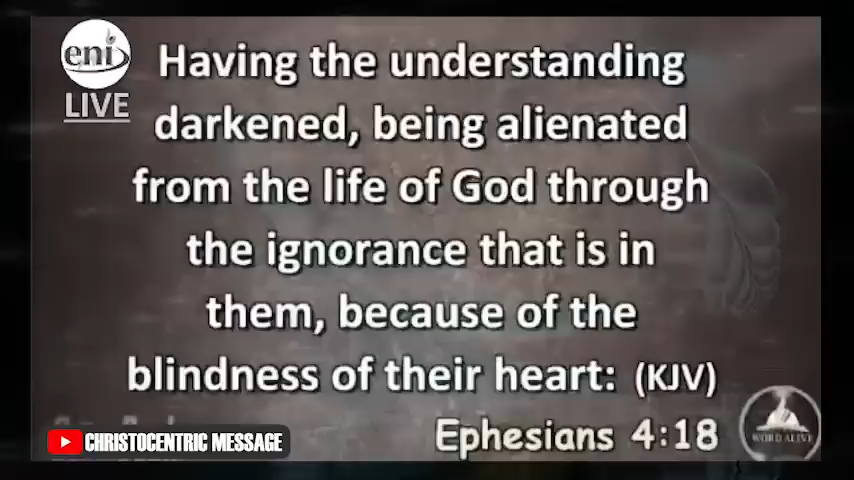 eni
LIVE
Having the understanding
darkened, being alienated
from the life of God through
the ignorance that is in
them, because of the
blindness of their heart: (KJV)
Ephesians 4:18
CHRISTOCENTRIC MESSAGE
WORD ALIVE